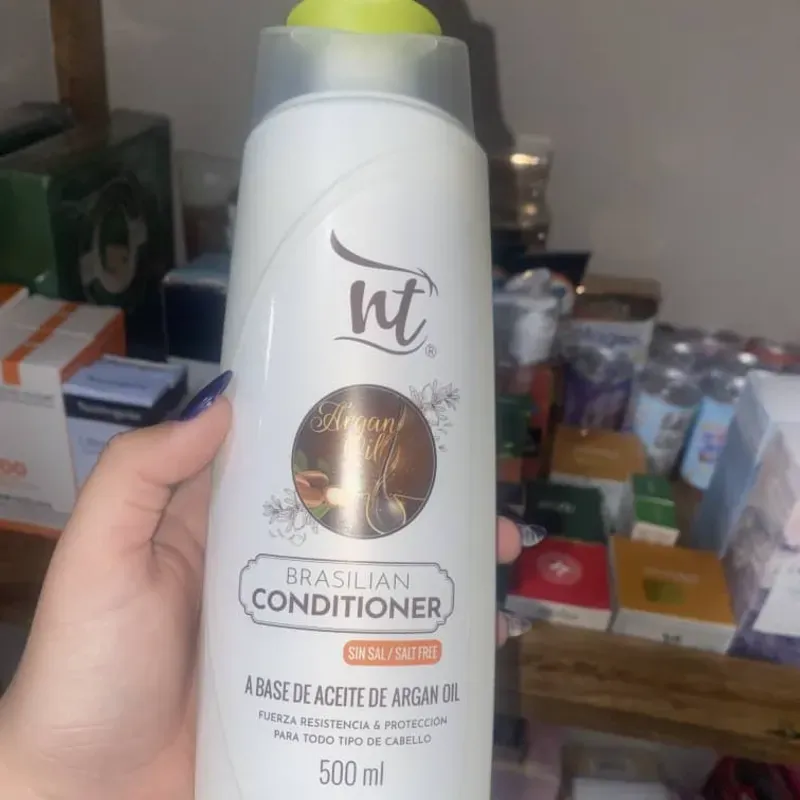 nt
®
Argan
Oil
BRASILIAN
CONDITIONER
SIN SAL / SALT FREE
A BASE DE ACEITE DE ARGAN OIL
FUERZA RESISTENCIA & PROTECCIÓN
PARA TODO TIPO DE CABELLO
500 ml